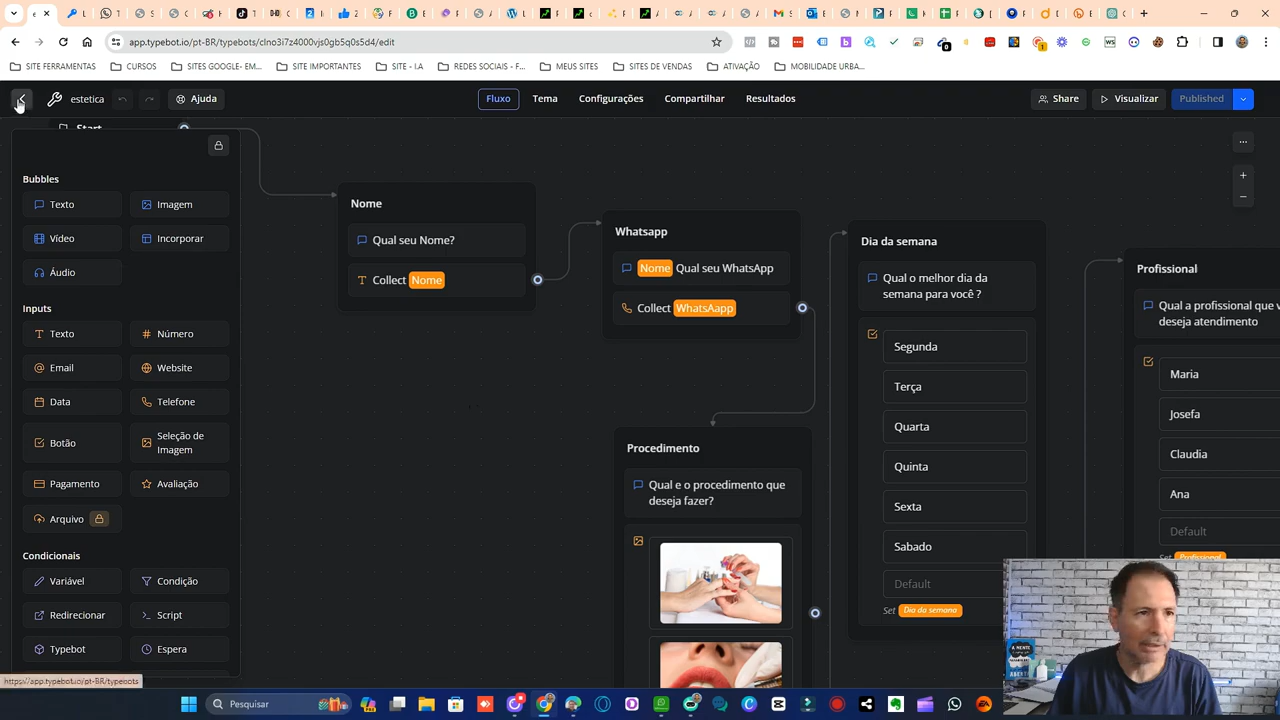 app.typebot.io/pt-BR/typebots/clno3i7z4000vjs0gb5q0s5d4/edit
SITE FERRAMENTAS
CURSOS
SITES GOOGLE- EM...
SITE IMPORTANTES
SITE - I.A
REDES SOCIAIS - F...
MEUS SITES
SITES DE VENDAS
ATIVAÇÃO
MOBILIDADE URBA...
estetica
Ajuda
Fluxo
Tema
Configurações
Compartilhar
Resultados
Share
Visualizar
Published
Start
Bubbles
Texto
Imagem
Vídeo
Incorporar
Áudio
Inputs
Texto
Número
Email
Website
Data
Telefone
Botão
Seleção de
Imagem
Pagamento
Avaliação
Arquivo
Condicionais
Variável
Condição
Redirecionar
Script
Typebot
Espera
https://app.typebot.io/pt-BR/typebots
Nome
Qual seu Nome?
Collect Nome
Whatsapp
Nome Qual seu WhatsApp
Collect WhatsAapp
Procedimento
Qual e o procedimento que
deseja fazer?
Dia da semana
Qual o melhor dia da
semana para você ?
Segunda
Terça
Quarta
Quinta
Sexta
Sabado
Default
Set Dia da semana
Profissional
Qual a profissional que v
deseja atendimento
Maria
Josefa
Claudia
Ana
Default
Set Profissional
A MENTE
Pesquisar